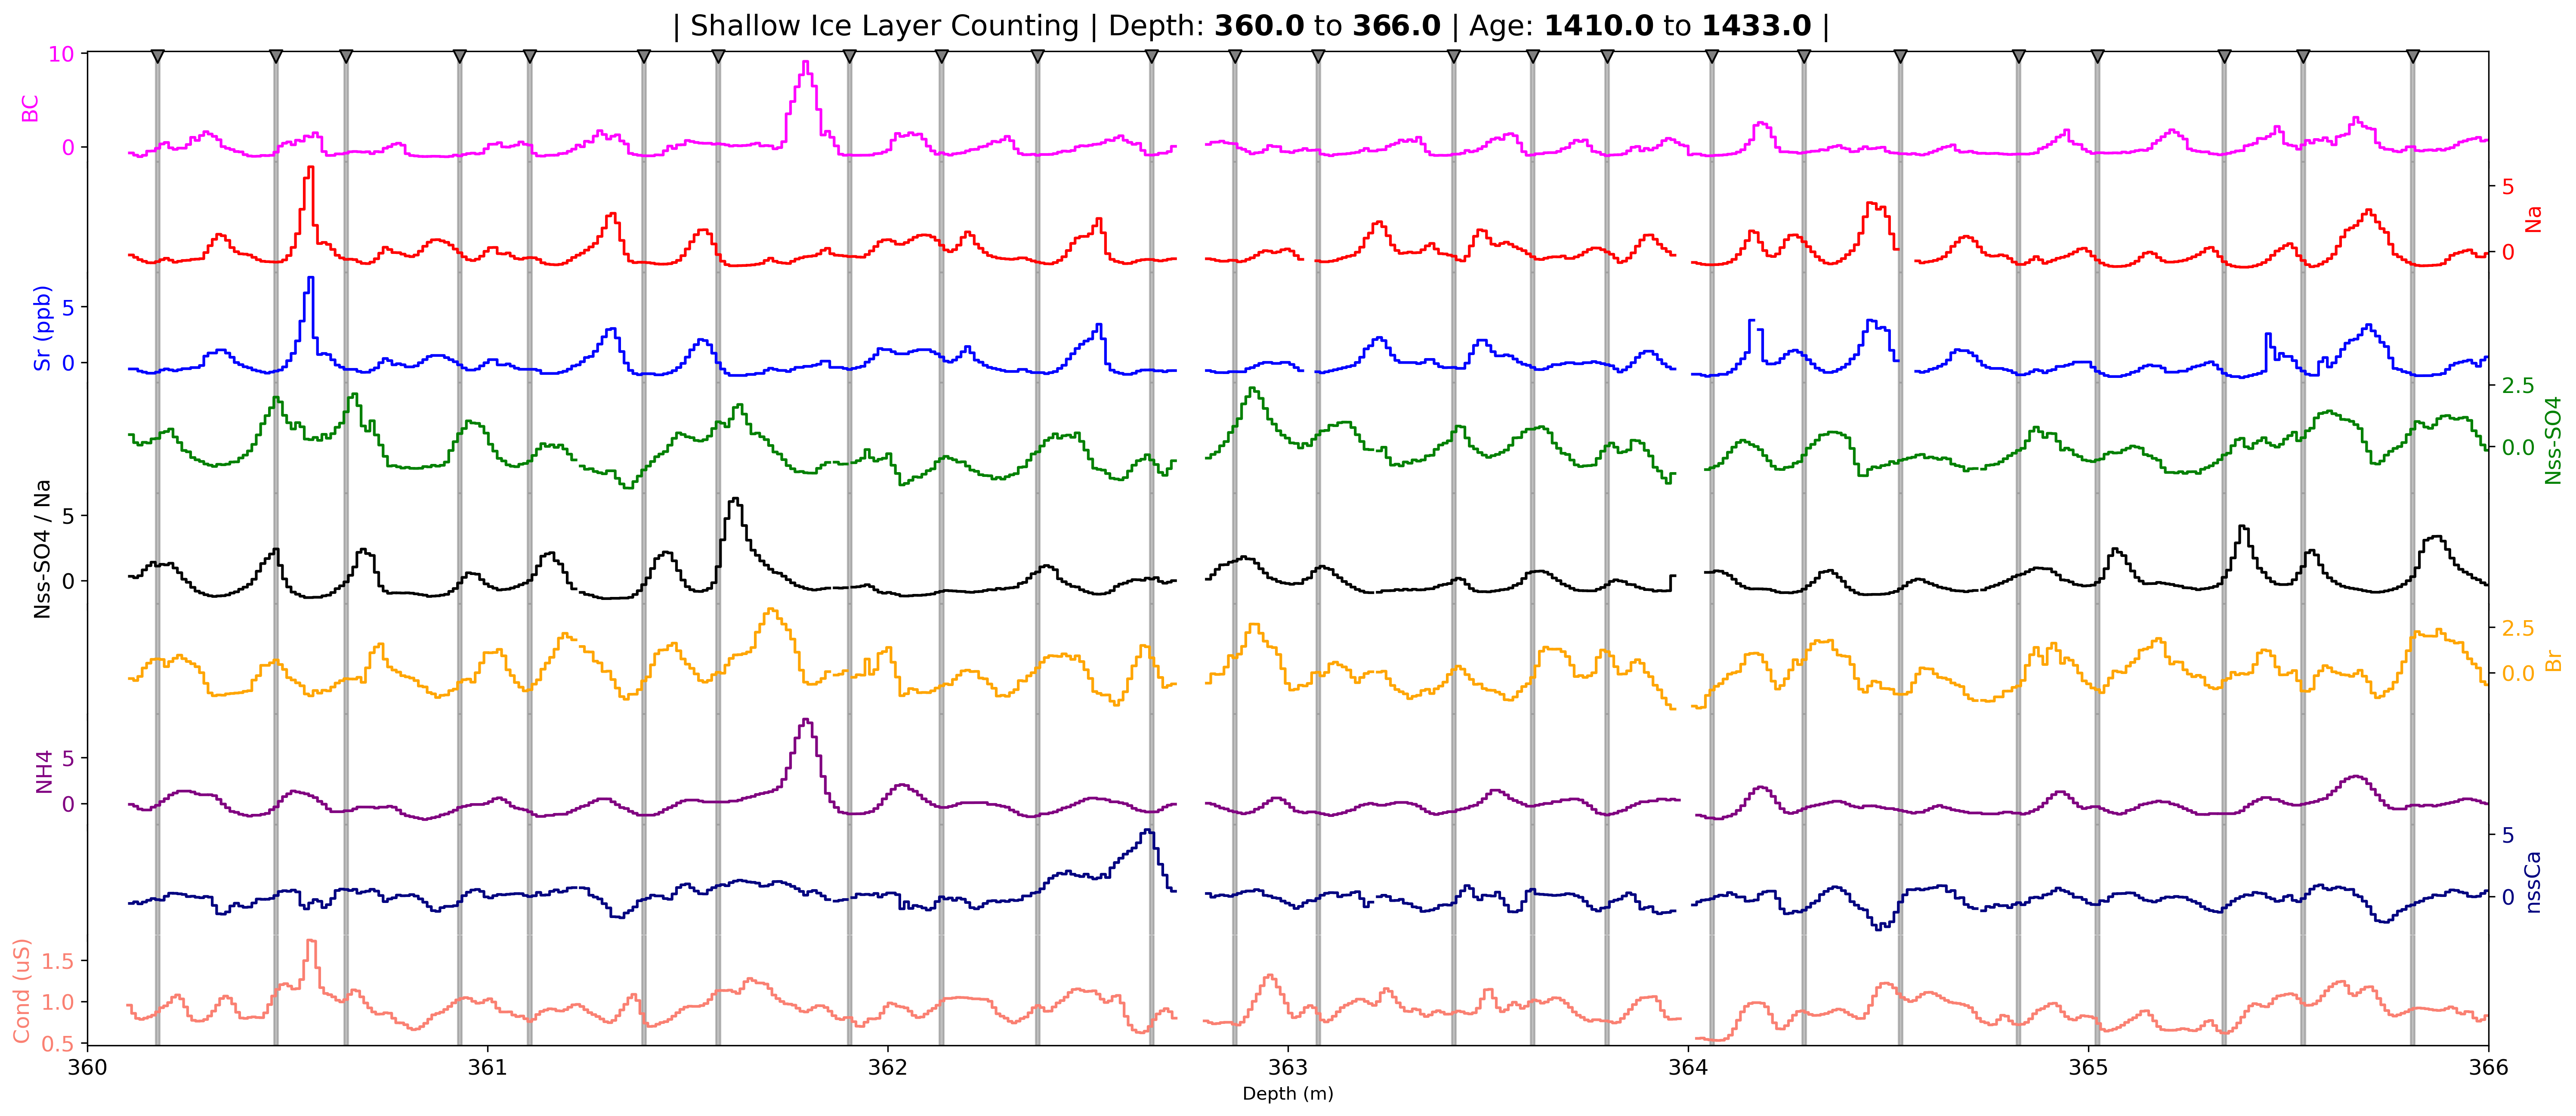 | Shallow Ice Layer Counting | Depth: 360.0 to 366.0 | Age: 1410.0 to 1433.0 |
10
BC
0
5
Na
0
Sr (ppb)
5
0
2.5
Nss-SO4
0.0
Nss-SO4 / Na
5
0
2.5
Br
0.0
NH4
5
0
5
nssCa
0
Cond (uS)
1.5
1.0
0.5
360 361 362 363 364 365 366
Depth (m)